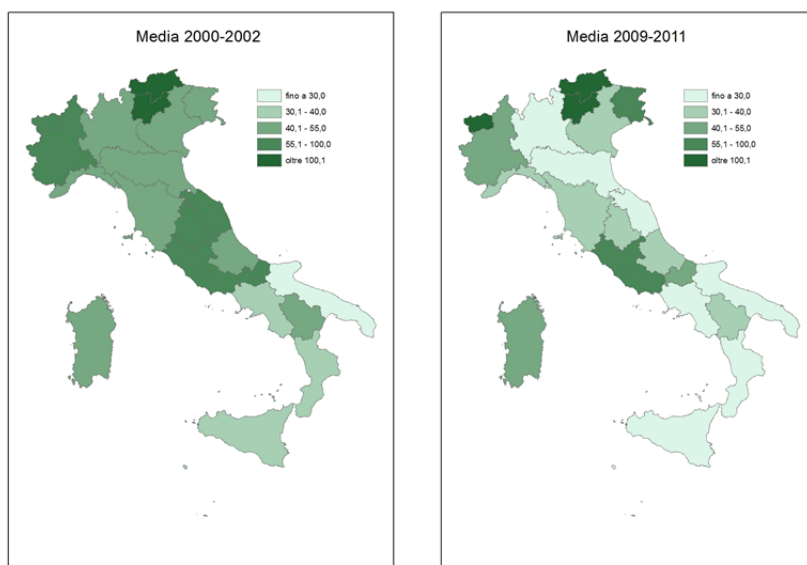 Media 2000-2002
fino a 30,0
30,1 - 40,0
40,1 - 55,0
55,1 - 100,0
oltre 100,1
Media 2009-2011
fino a 30,0
30,1 - 40,0
40,1 - 55,0
55,1 - 100,0
oltre 100,1